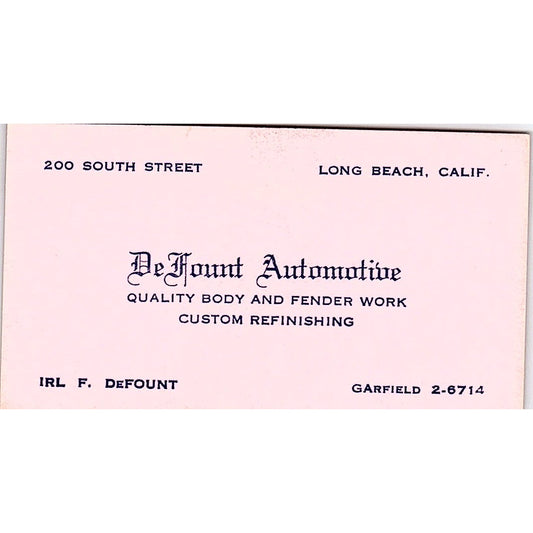 200 SOUTH STREET LONG BEACH, CALIF.
DeFount Automotive
QUALITY BODY AND FENDER WORK
CUSTOM REFINISHING
IRL F. DEFOUNT GARFIELD 2-6714